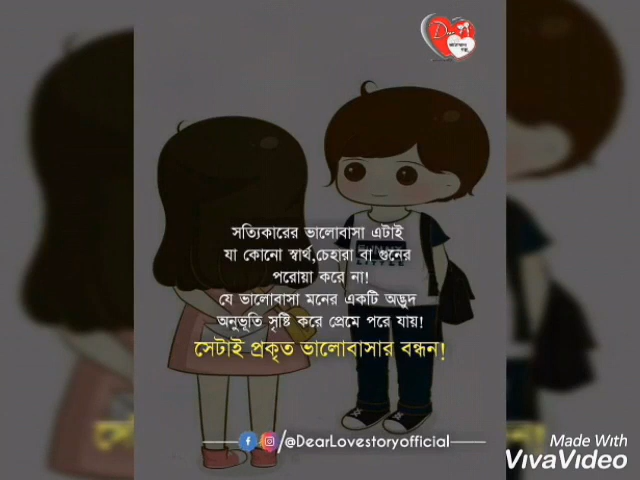 সত্যিকারের ভালোবাসা এটাই
যা কোনো স্বার্থ,চেহারা বা গুনের
পরোয়া করে না!
যে ভালোবাসা মনের একটি অদ্ভুদ
অনুভূতি সৃষ্টি করে প্রেমে পরে যায়!
সেটাই প্রকৃত ভালোবাসার বন্ধন!
/@DearLovestoryofficial
Made With
VivaVideo